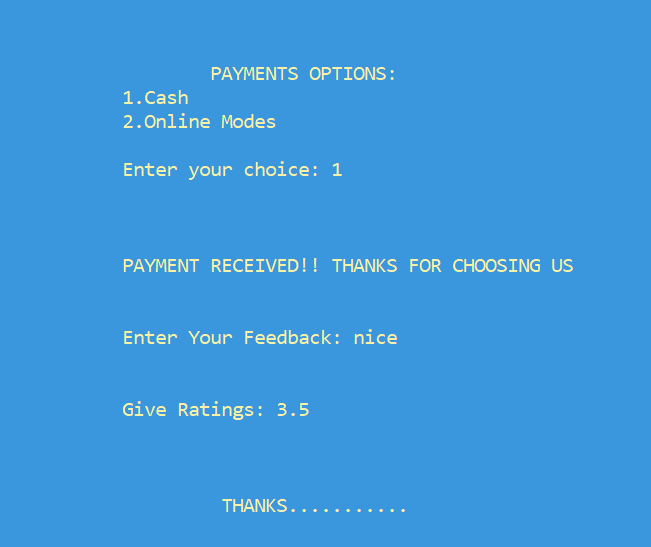 PAYMENTS OPTIONS:
1.Cash
2.Online Modes
Enter your choice: 1
PAYMENT RECEIVED!! THANKS FOR CHOOSING US
Enter Your Feedback: nice
Give Ratings: 3.5
THANKS...........